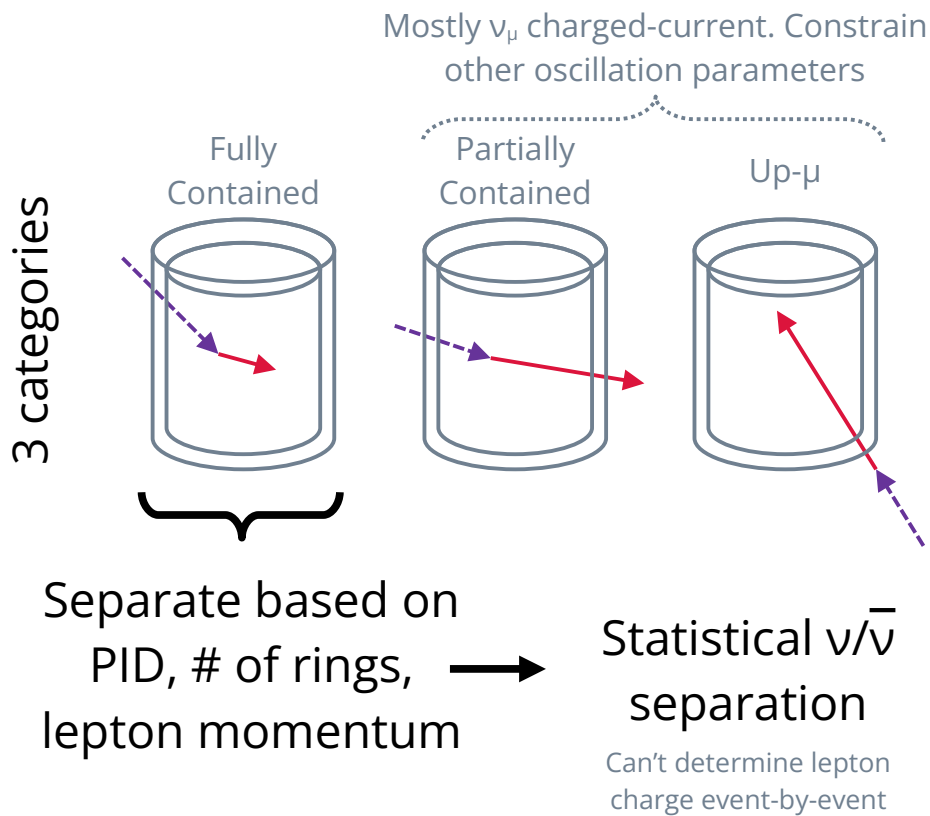 Mostly νμ charged-current. Constrain
other oscillation parameters
Fully
Contained
Partially
Contained
Up-μ
3 categories
Separate based on
PID, # of rings,
lepton momentum
Statistical ν/ν̅
separation
Can't determine lepton
charge event-by-event